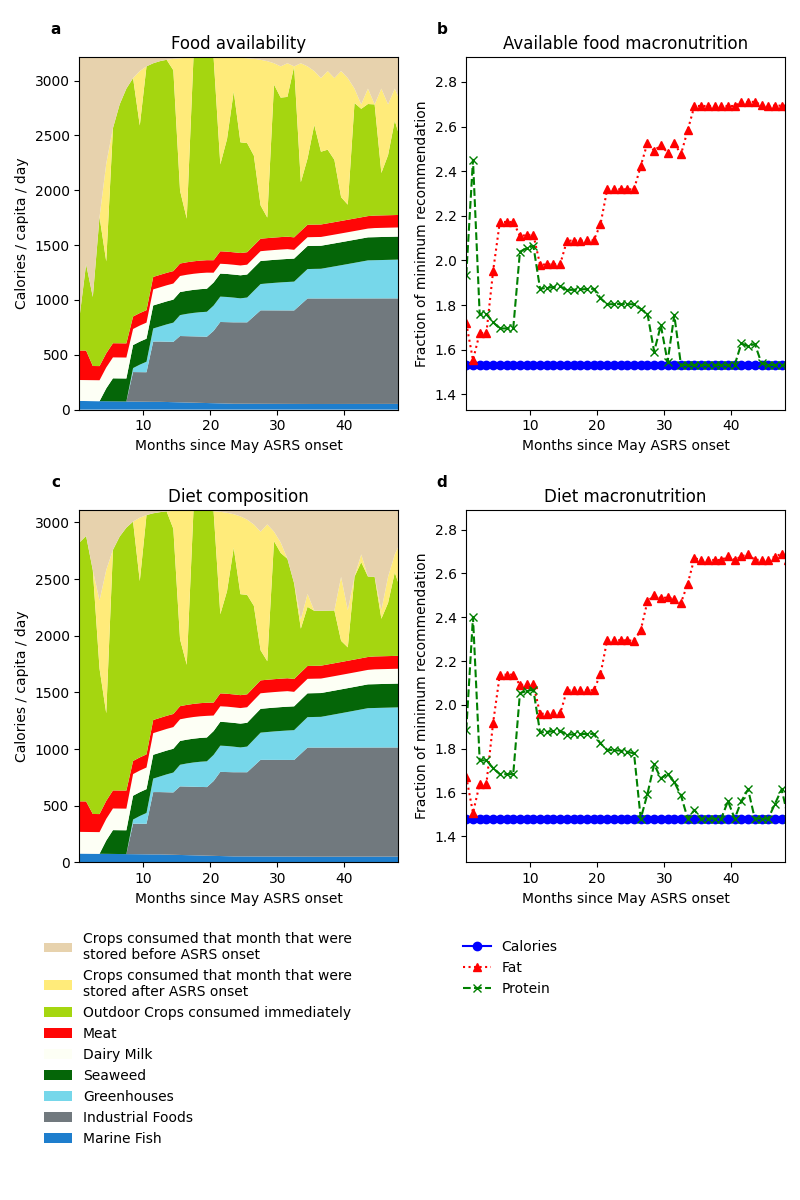 a
Food availability
3000
2500
2000
1500
1000
500
0
Calories / capita / day
10
20
30
40
Months since May ASRS onset
b
Available food macronutrition
2.8
2.6
2.4
2.2
2.0
1.8
1.6
1.4
Fraction of minimum recommendation
10
20
30
40
Months since May ASRS onset
c
Diet composition
3000
2500
2000
1500
1000
500
0
Calories / capita / day
10
20
30
40
Months since May ASRS onset
d
Diet macronutrition
2.8
2.6
2.4
2.2
2.0
1.8
1.6
1.4
Fraction of minimum recommendation
10
20
30
40
Months since May ASRS onset
Crops consumed that month that were
stored before ASRS onset
Crops consumed that month that were
stored after ASRS onset
Outdoor Crops consumed immediately
Meat
Dairy Milk
Seaweed
Greenhouses
Industrial Foods
Marine Fish
Calories
Fat
Protein